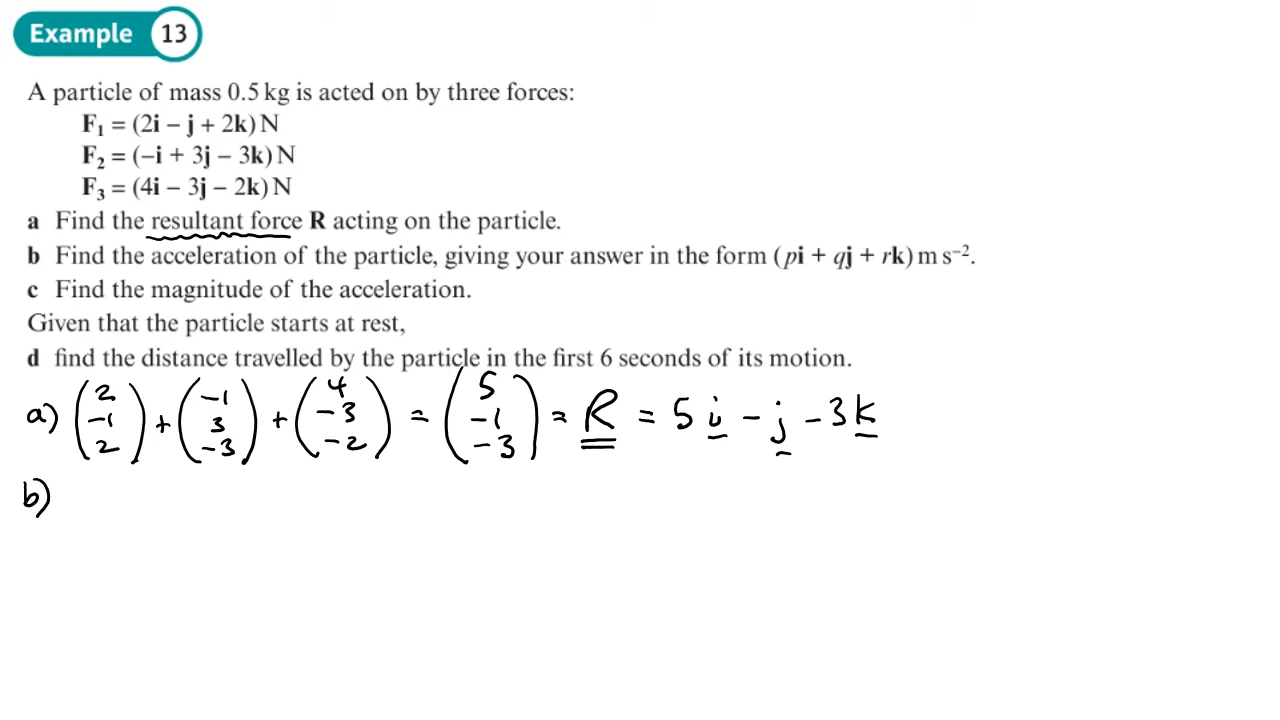 Example 13
A particle of mass 0.5 kg is acted on by three forces:
F₁ = (2i – j + 2k) N
F₂ = (–i + 3j – 3k) N
F₃ = (4i – 3j – 2k) N
a Find the resultant force R acting on the particle.
b Find the acceleration of the particle, giving your answer in the form (pi + qj + rk) m s⁻².
c Find the magnitude of the acceleration.
Given that the particle starts at rest,
d find the distance travelled by the particle in the first 6 seconds of its motion.
a) (2 -1 2) + (-1 3 -3) + (4 -3 -2) = (5 -1 -3) = R = 5 i - j - 3 k
b)